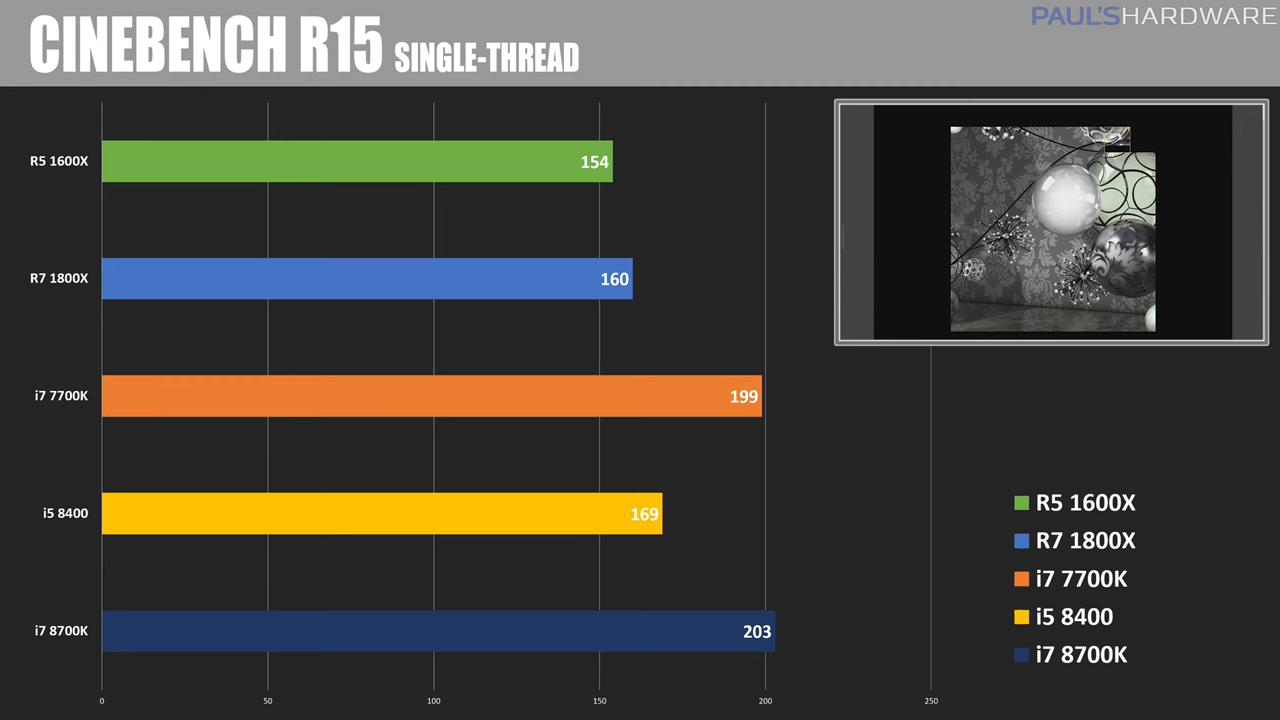 CINEBENCH R15 SINGLE-THREAD
PAUL'SHARDWARE
R5 1600X 154
R7 1800X 160
i7 7700K 199
i5 8400 169
i7 8700K 203
0 50 100 150 200 250
R5 1600X
R7 1800X
i7 7700K
i5 8400
i7 8700K